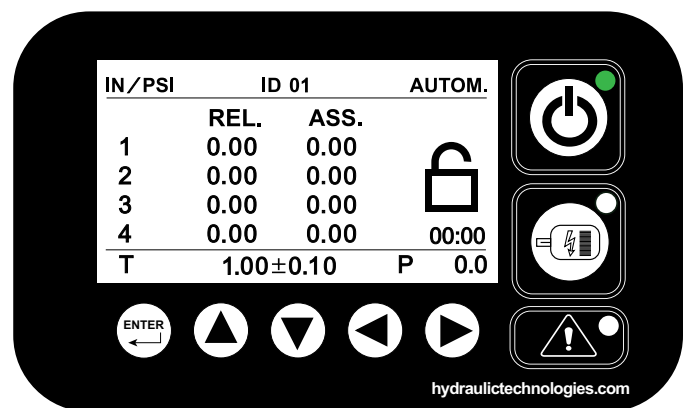 IN/PSI ID 01 AUTOM.
REL. ASS.
1 0.00 0.00
2 0.00 0.00
3 0.00 0.00
4 0.00 0.00 00:00
T 1.00±0.10 P 0.0
ENTER
hydraulictechnologies.com